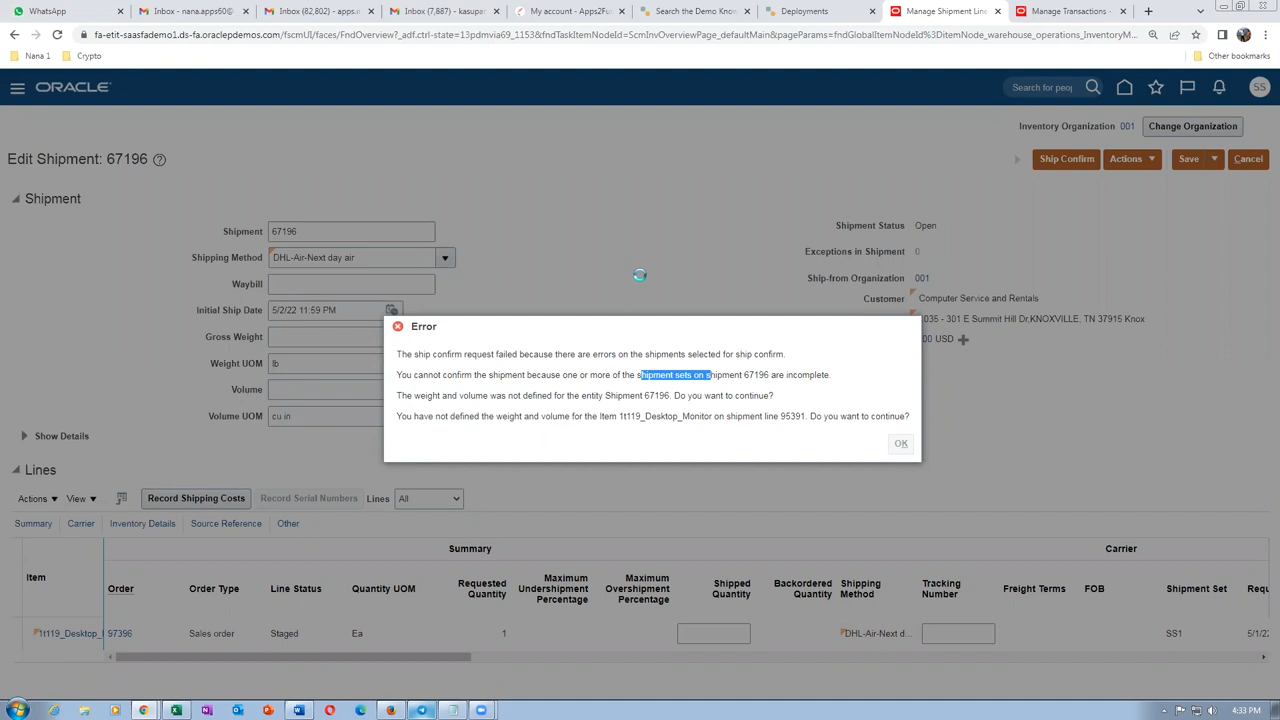 WhatsApp
Inbox - nana.apps50@
Inbox (82,802) - apps.e
Inbox (7,887) - kasupar
My account - Apps2Fu
Search the Demo Know
Deployments
Manage Shipment Line
Manage Transactions -
fa-etit-saasfademo1.ds-fa.oraclepdemos.com/fscmUI/faces/FndOverview?_adf.ctrl-state=13pdmvia69_1153&fndTaskItemNodeId=ScmInvOverviewPage_defaultMain&pageParams=fndGlobalItemNodeId%3DitemNode_warehouse_operations_InventoryM...
Nana 1
Crypto
Other bookmarks
ORACLE
Search for peop
SS
Inventory Organization 001 Change Organization
Edit Shipment: 67196
Ship Confirm Actions Save Cancel
Shipment
Shipment 67196
Shipping Method DHL-Air-Next day air
Waybill
Initial Ship Date 5/2/22 11:59 PM
Gross Weight
Weight UOM lb
Volume
Volume UOM cu in
Show Details
Shipment Status Open
Exceptions in Shipment 0
Ship-from Organization 001
Customer Computer Service and Rentals
035 - 301 E Summit Hill Dr,KNOXVILLE, TN 37915 Knox
00 USD
Error
The ship confirm request failed because there are errors on the shipments selected for ship confirm.
You cannot confirm the shipment because one or more of the shipment sets on shipment 67196 are incomplete.
The weight and volume was not defined for the entity Shipment 67196. Do you want to continue?
You have not defined the weight and volume for the Item 1t119_Desktop_Monitor on shipment line 95391. Do you want to continue?
OK
Lines
Actions View Record Shipping Costs Record Serial Numbers Lines All
Summary Carrier Inventory Details Source Reference Other
Summary Carrier
Item Order Order Type Line Status Quantity UOM Requested Quantity Maximum Undershipment Percentage Maximum Overshipment Percentage Shipped Quantity Backordered Quantity Shipping Method Tracking Number Freight Terms FOB Shipment Set Requ
1t119_Desktop_ 97396 Sales order Staged Ea 1 DHL-Air-Next d... SS1 5/1/22
4:33 PM